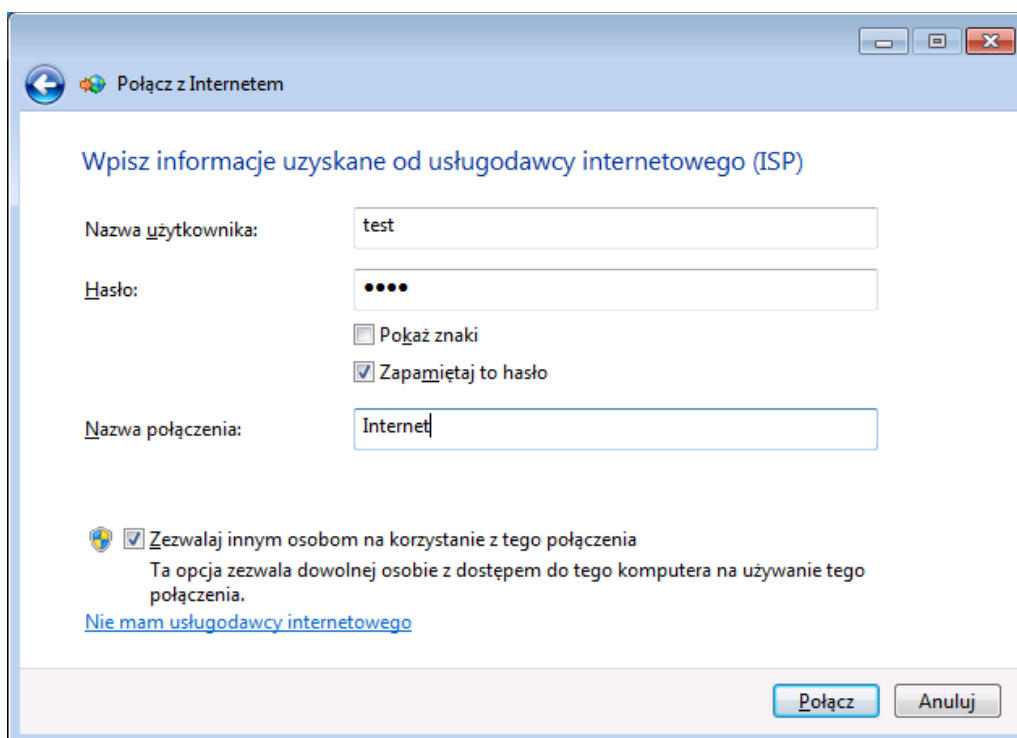 Połącz z Internetem
Wpisz informacje uzyskane od usługodawcy internetowego (ISP)
Nazwa użytkownika: test
Hasło: ••••
Pokaż znaki
Zapamiętaj to hasło
Nazwa połączenia: Internet
Zezwalaj innym osobom na korzystanie z tego połączenia
Ta opcja zezwala dowolnej osobie z dostępem do tego komputera na używanie tego
połączenia.
Nie mam usługodawcy internetowego
Połącz Anuluj